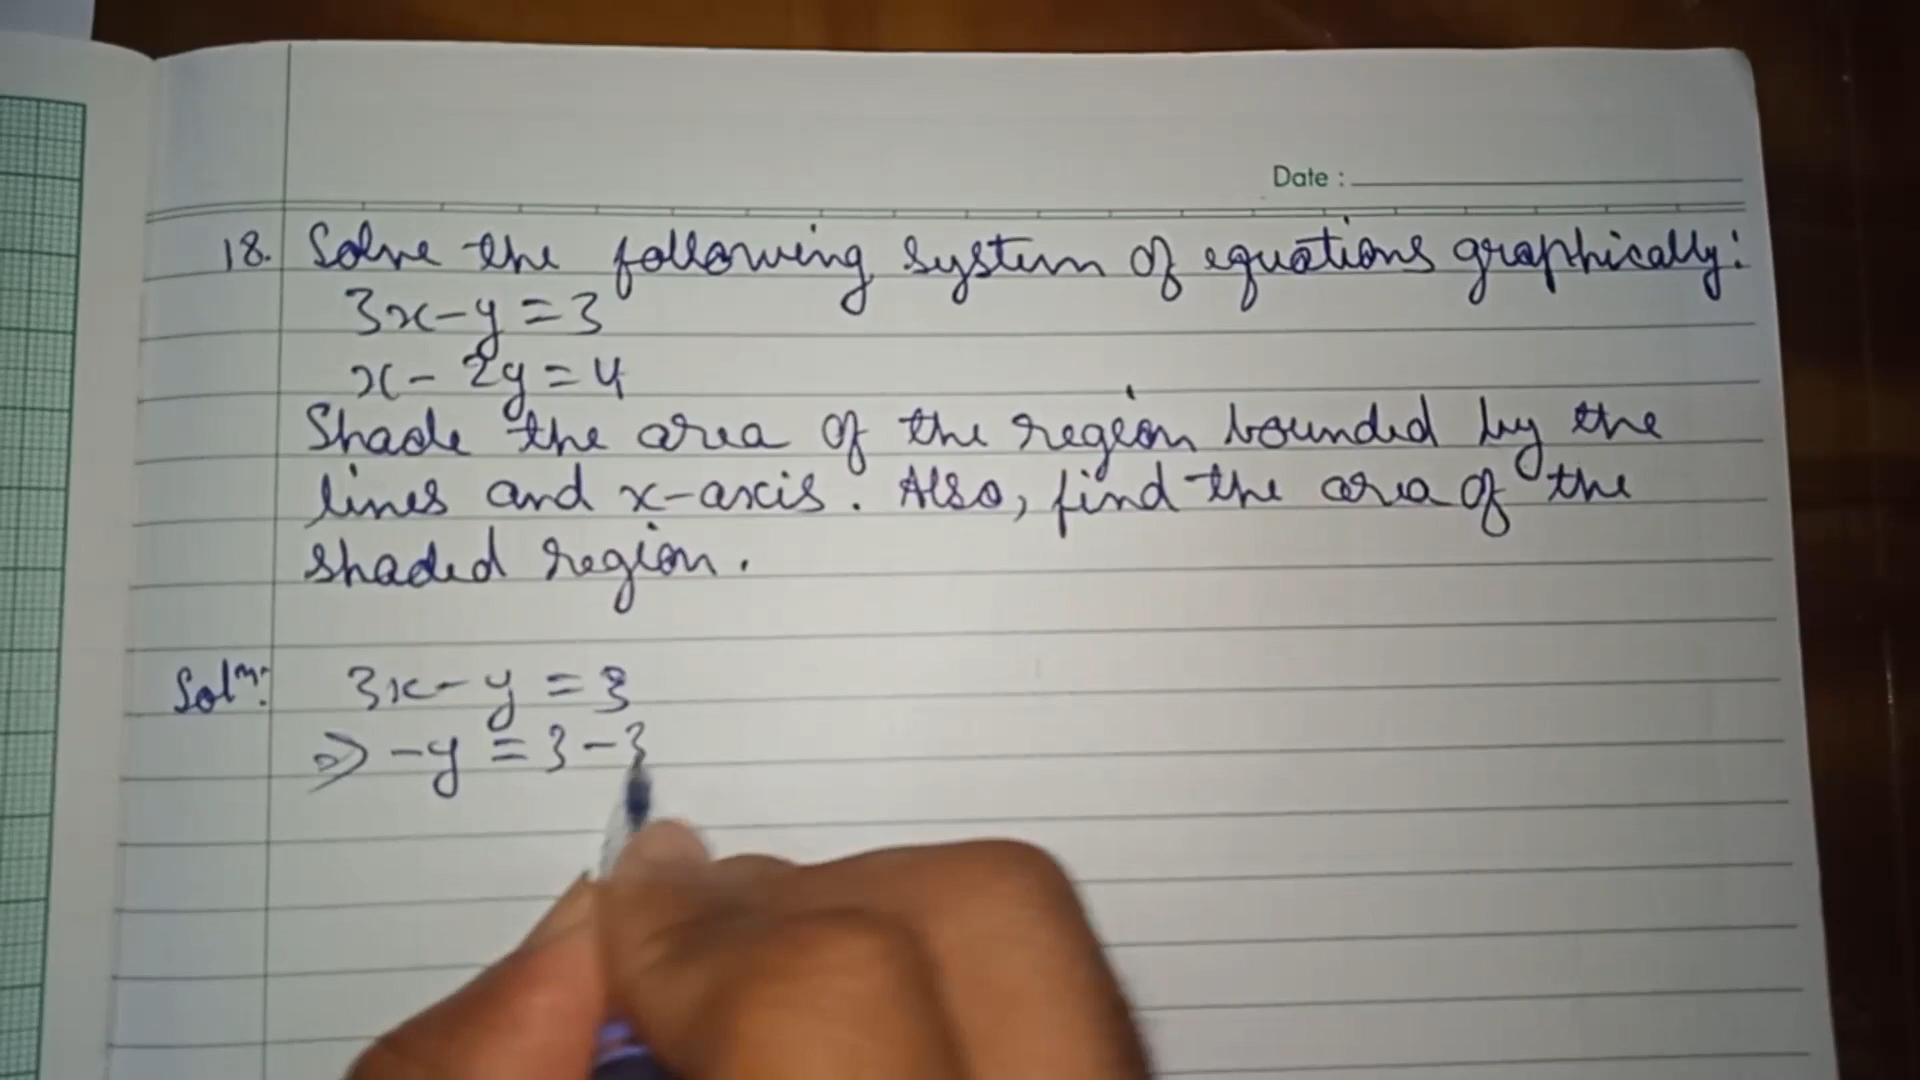 Date :
18. Solve the following system of equations graphically:
3x-y=3
x-2y=4
Shade the area of the region bounded by the
lines and x-axis. Also, find the area of the
shaded region.
Solⁿ: 3x-y=3
⇒ -y=3-3